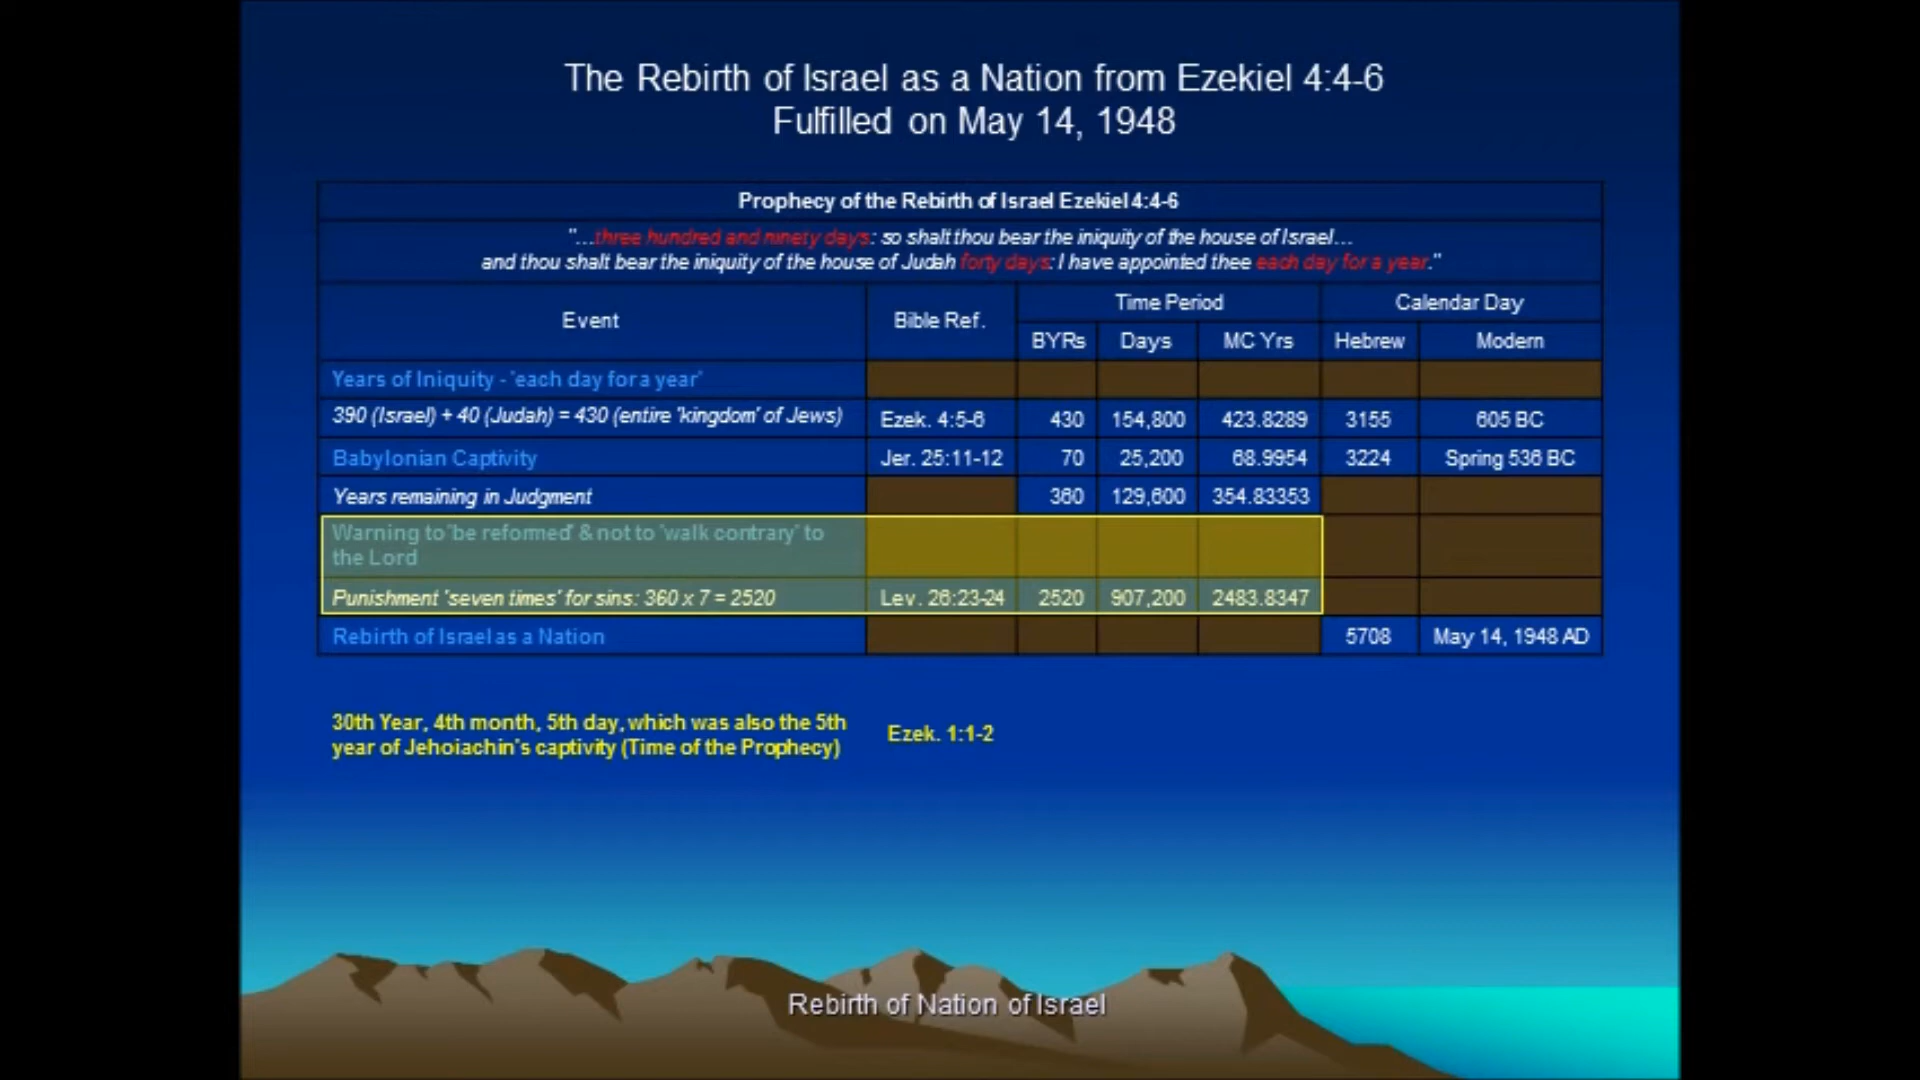 The Rebirth of Israel as a Nation from Ezekiel 4:4-6
Fulfilled on May 14, 1948
Prophecy of the Rebirth of Israel Ezekiel 4:4-6
"...three hundred and ninety days: so shalt thou bear the iniquity of the house of Israel...
and thou shalt bear the iniquity of the house of Judah forty days: I have appointed thee each day for a year."
Event Bible Ref. Time Period Calendar Day
BYRs Days MC Yrs Hebrew Modern
Years of Iniquity - 'each day for a year'
390 (Israel) + 40 (Judah) = 430 (entire 'kingdom' of Jews) Ezek. 4:5-6 430 154,800 423.8289 3155 605 BC
Babylonian Captivity Jer. 25:11-12 70 25,200 68.9954 3224 Spring 536 BC
Years remaining in Judgment 360 129,600 354.83353
Warning to 'be reformed' & not to 'walk contrary' to
the Lord
Punishment 'seven times' for sins: 360 x 7 = 2520 Lev. 26:23-24 2520 907,200 2483.8347
Rebirth of Israel as a Nation 5708 May 14, 1948 AD
30th Year, 4th month, 5th day, which was also the 5th
year of Jehoiachin's captivity (Time of the Prophecy) Ezek. 1:1-2
Rebirth of Nation of Israel